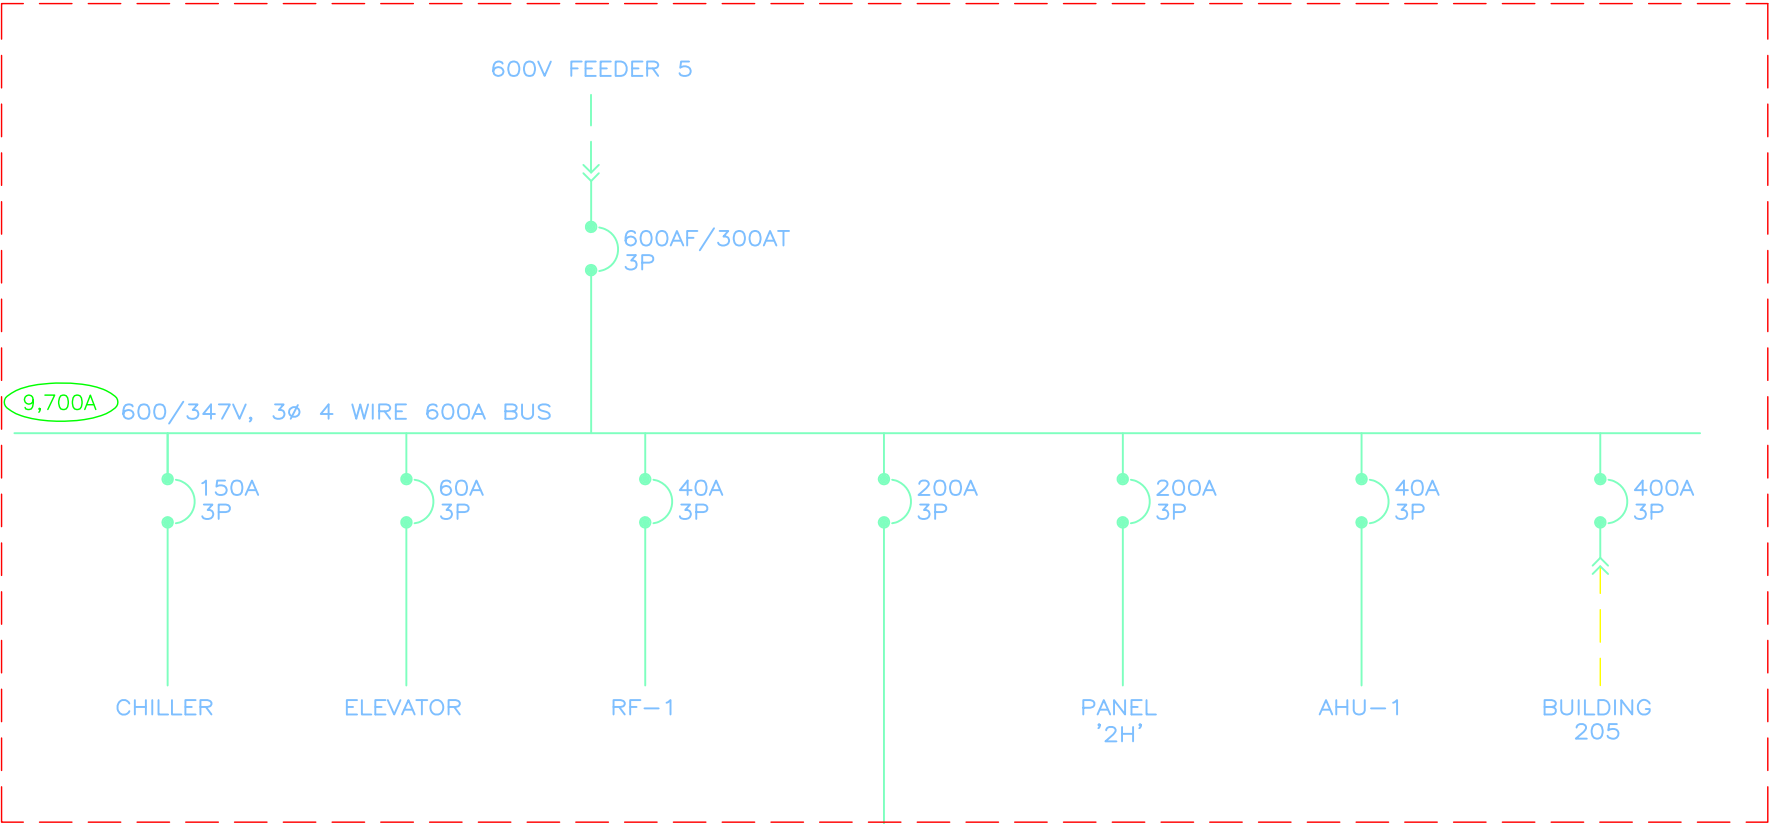 600V FEEDER 5
600AF/300AT
3P
9,700A
600/347V, 3ø 4 WIRE 600A BUS
150A
3P
60A
3P
40A
3P
200A
3P
200A
3P
40A
3P
400A
3P
CHILLER
ELEVATOR
RF-1
PANEL
'2H'
AHU-1
BUILDING
205